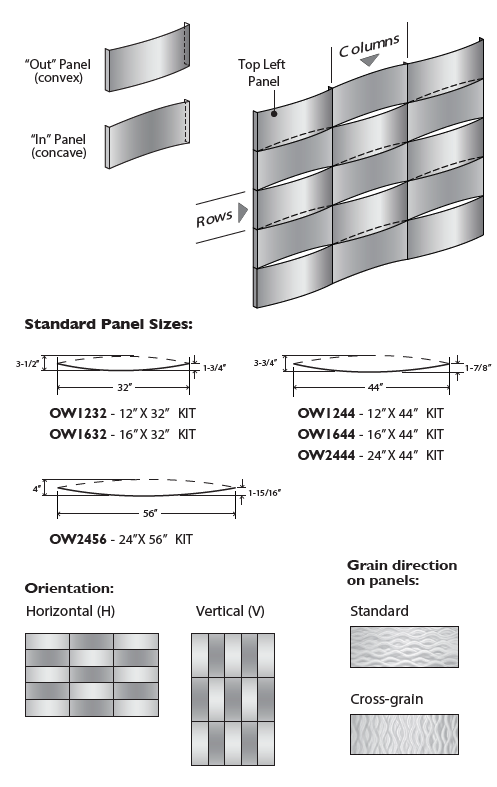 "Out" Panel
(convex)
"In" Panel
(concave)
Top Left
Panel
Columns
Rows
Standard Panel Sizes:
3-1/2"
1-3/4"
32"
OW1232 - 12" X 32" KIT
OW1632 - 16" X 32" KIT
3-3/4"
1-7/8"
44"
OW1244 - 12" X 44" KIT
OW1644 - 16" X 44" KIT
OW2444 - 24" X 44" KIT
4"
1-15/16"
56"
OW2456 - 24" X 56" KIT
Orientation:
Horizontal (H)
Vertical (V)
Grain direction
on panels:
Standard
Cross-grain